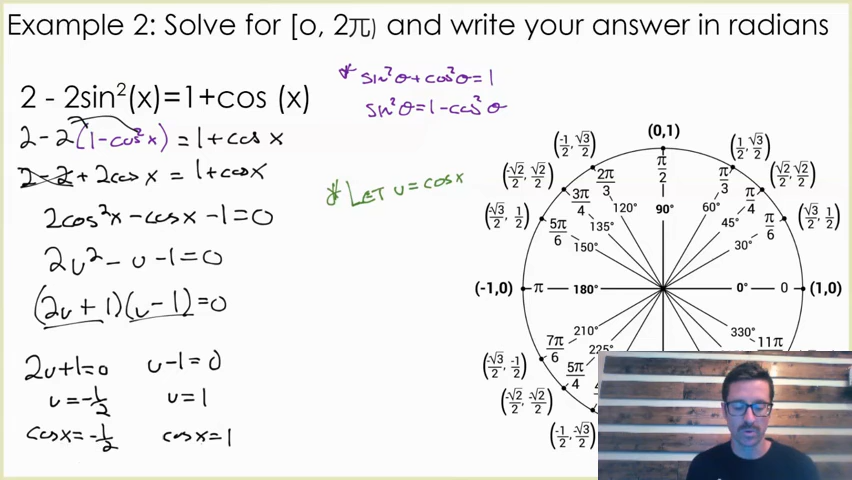 Example 2: Solve for [0, 2π) and write your answer in radians
2 - 2sin²(x)=1+cos (x)
* sin²θ+cos²θ=1
sin²θ=1-cos²θ
2-2(1-cos²x)=1+cos x
2-2+2cos x=1+cos x
* LET u=cos x
2cos²x-cosx-1=0
2u²-u-1=0
(2u+1)(u-1)=0
2u+1=0 u-1=0
u=-1/2 u=1
cosx=-1/2 cosx=1
(0,1)
(-1/2, √3/2) (1/2, √3/2)
π/2
(-√2/2, √2/2) 2π/3 π/3 (√2/2, √2/2)
3π/4 π/4
(-√3/2, 1/2) 120° 90° 60° (√3/2, 1/2)
5π/6 135° 45° π/6
150° 30°
(-1,0) π 180° 0° 0 (1,0)
210° 330°
7π/6 11π
225°
(-√3/2, -1/2) 5π/4
(-√2/2, -√2/2) 4
(-1/2, -√3/2)